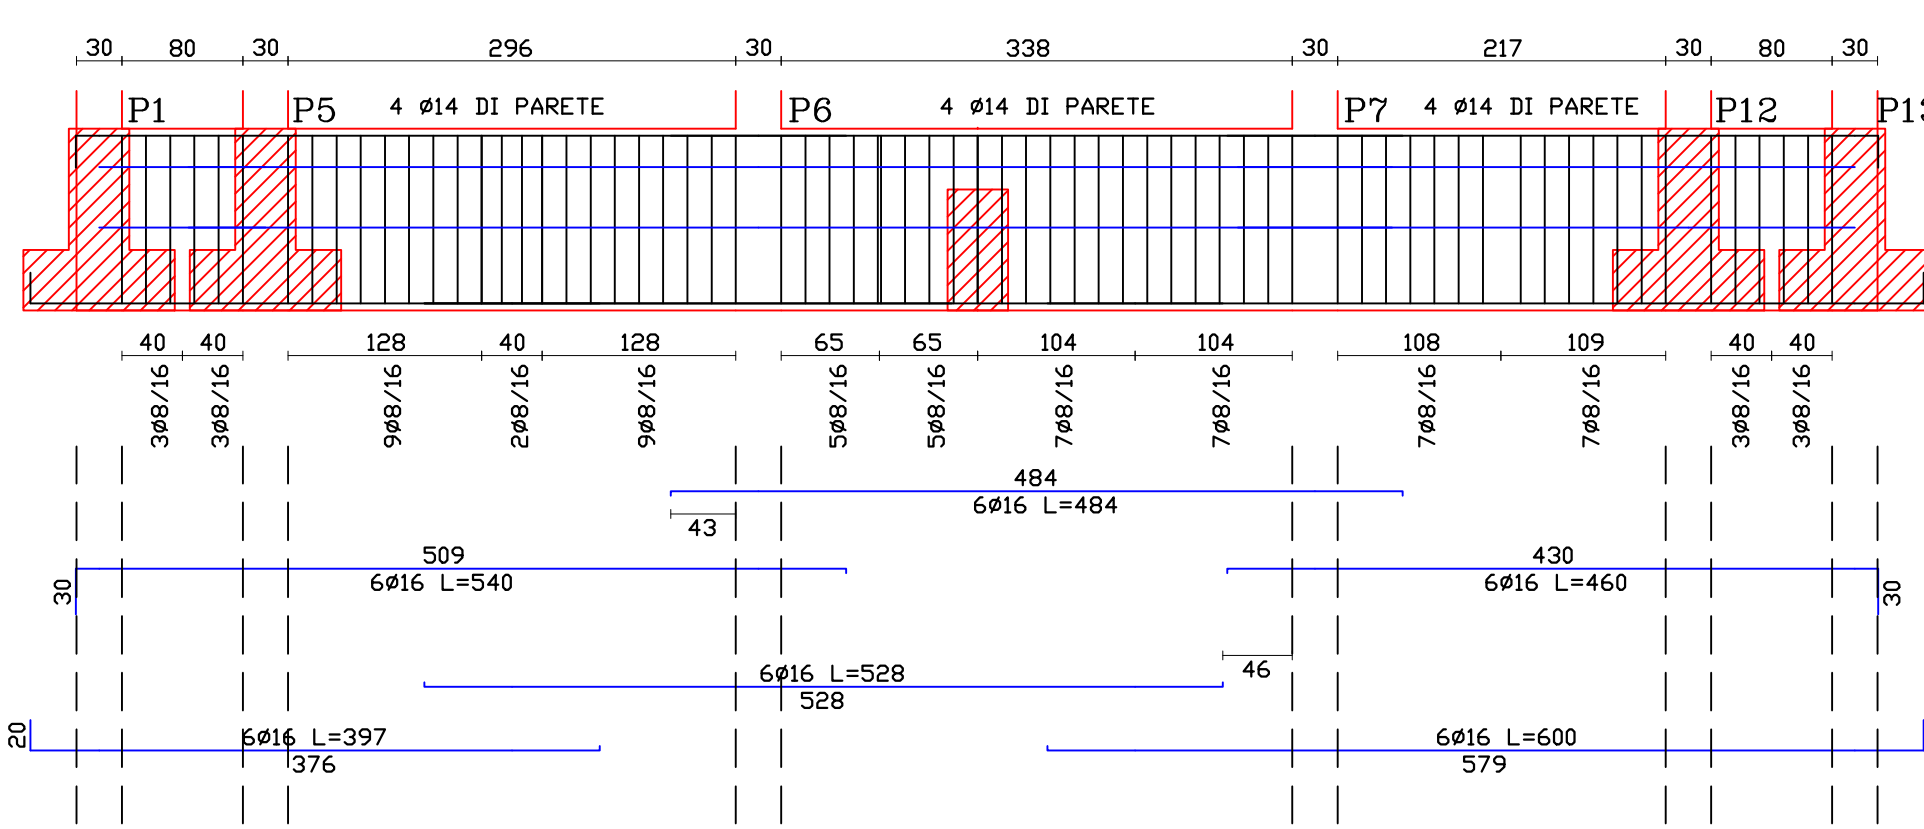 30 80 30 296 30 338 30 217 30 80 30
P1 P5 4 ø14 DI PARETE P6 4 ø14 DI PARETE P7 4 ø14 DI PARETE P12 P13
40 40 128 40 128 65 65 104 104 108 109 40 40
3ø8/16 3ø8/16 9ø8/16 2ø8/16 9ø8/16 5ø8/16 5ø8/16 7ø8/16 7ø8/16 7ø8/16 7ø8/16 3ø8/16 3ø8/16
484
6ø16 L=484
43
509 430
30 6ø16 L=540 6ø16 L=460 30
46
6ø16 L=528
528
20 6ø16 L=397 6ø16 L=600
376 579